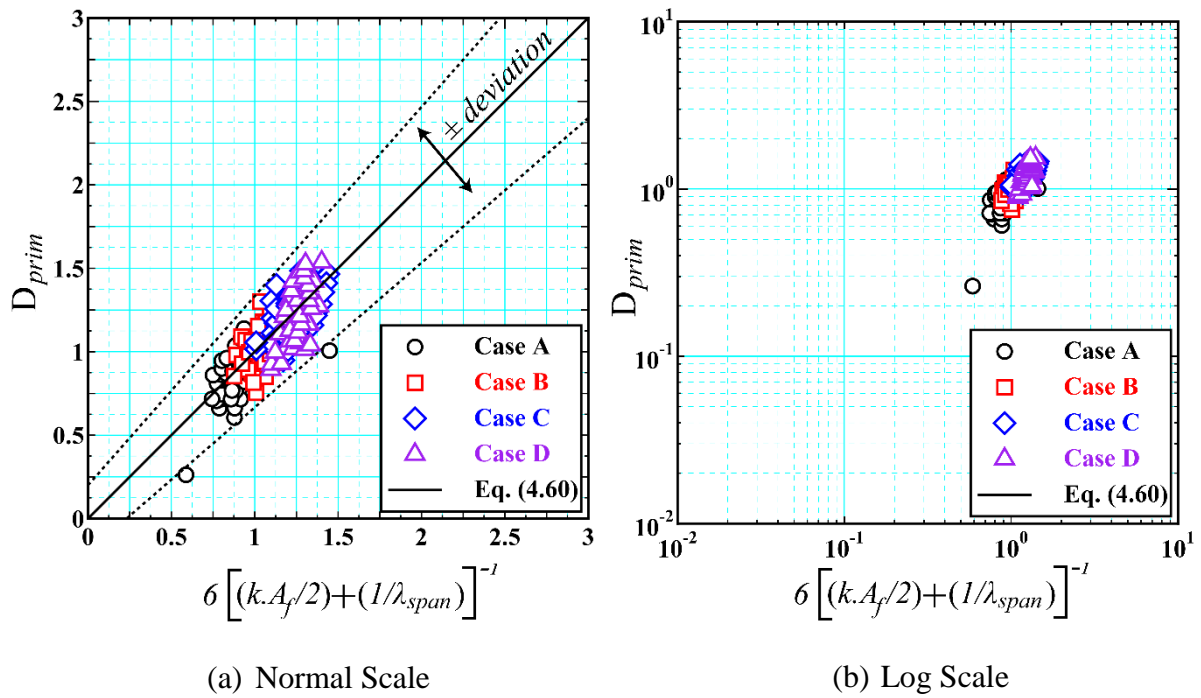 3
2.5
2
1.5
1
0.5
0
0 0.5 1 1.5 2 2.5 3
D_prim
± deviation
Case A
Case B
Case C
Case D
Eq. (4.60)
6[(k.A_f/2)+(1/λ_span)]^-1
(a) Normal Scale
10^1
10^0
10^-1
10^-2
10^-2 10^-1 10^0 10^1
D_prim
Case A
Case B
Case C
Case D
Eq. (4.60)
6[(k.A_f/2)+(1/λ_span)]^-1
(b) Log Scale